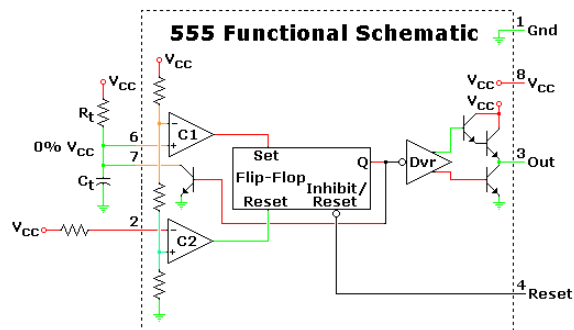 555 Functional Schematic
1 Gnd
VCC
VCC
VCC 8 VCC
VCC
Rt
C1
6
0% VCC
7
Set
Q
Dvr
3 Out
Flip-Flop
Inhibit/
Reset Reset
Ct
VCC
2
C2
4
Reset